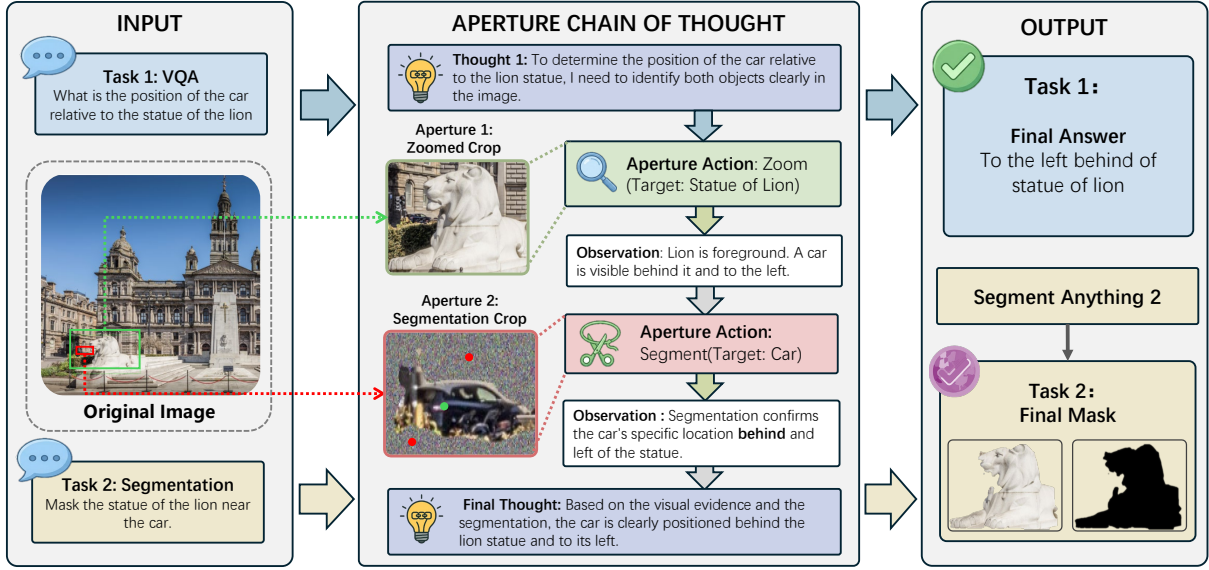 INPUT
Task 1: VQA
What is the position of the car
relative to the statue of the lion
Original Image
Task 2: Segmentation
Mask the statue of the lion near
the car.
APERTURE CHAIN OF THOUGHT
Thought 1: To determine the position of the car relative
to the lion statue, I need to identify both objects clearly in
the image.
Aperture 1:
Zoomed Crop
Aperture Action: Zoom
(Target: Statue of Lion)
Observation: Lion is foreground. A car
is visible behind it and to the left.
Aperture 2:
Segmentation Crop
Aperture Action:
Segment(Target: Car)
Observation : Segmentation confirms
the car's specific location behind and
left of the statue.
Final Thought: Based on the visual evidence and the
segmentation, the car is clearly positioned behind the
lion statue and to its left.
OUTPUT
Task 1:
Final Answer
To the left behind of
statue of lion
Segment Anything 2
Task 2:
Final Mask